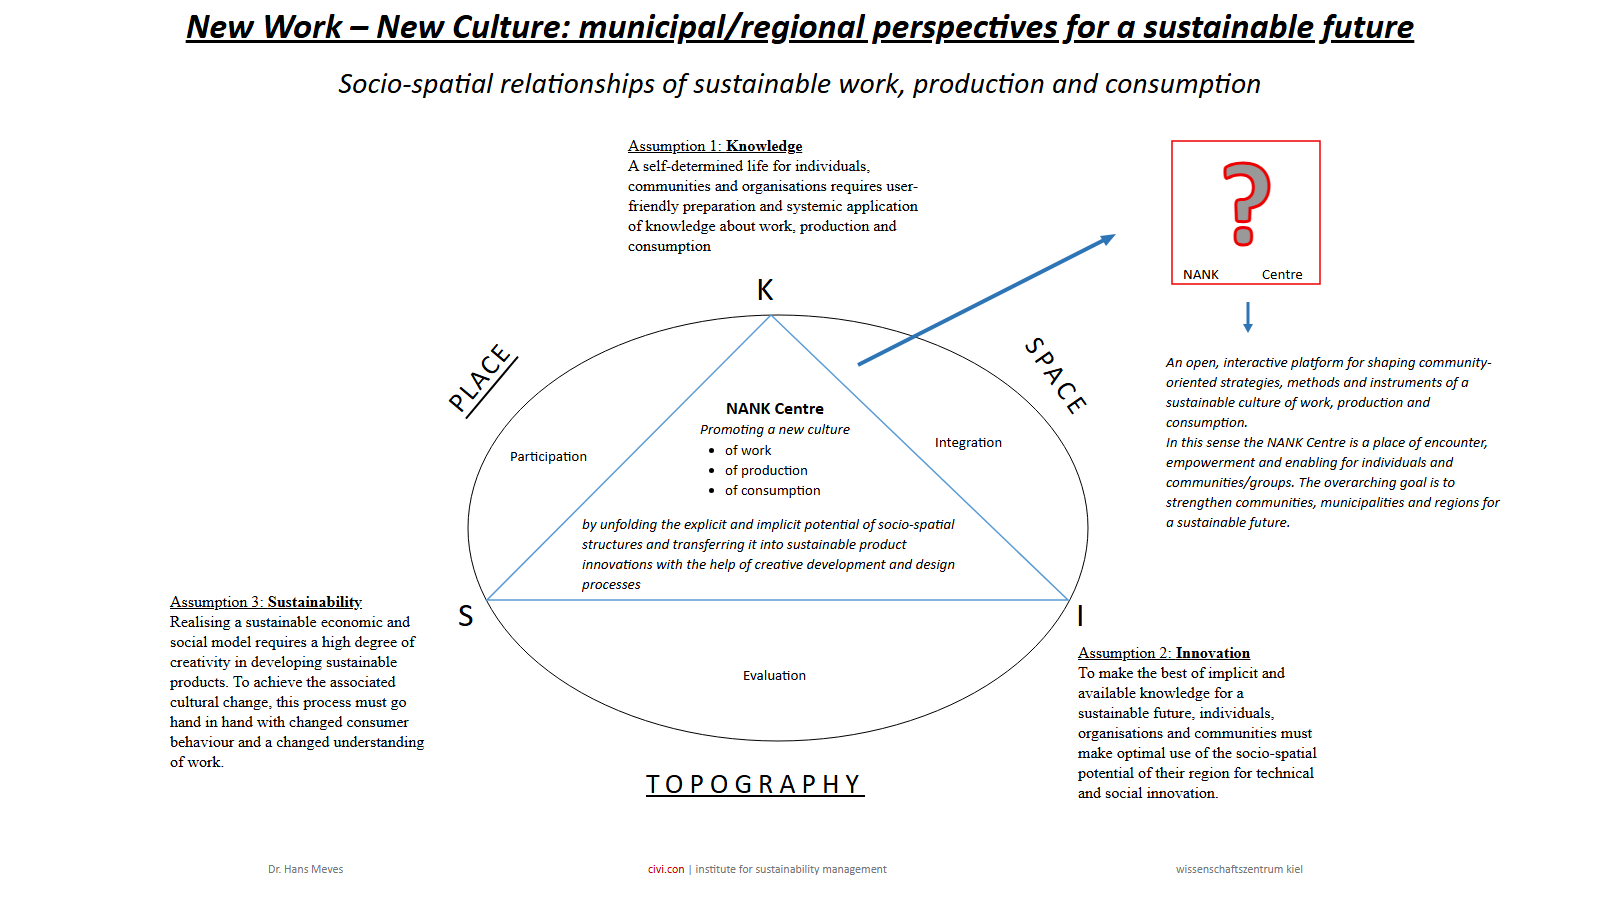 New Work – New Culture: municipal/regional perspectives for a sustainable future
Socio-spatial relationships of sustainable work, production and consumption
Assumption 1: Knowledge
A self-determined life for individuals,
communities and organisations requires user-
friendly preparation and systemic application
of knowledge about work, production and
consumption
?
NANK Centre
K
PLACE
SPACE
An open, interactive platform for shaping community-
oriented strategies, methods and instruments of a
sustainable culture of work, production and
consumption.
In this sense the NANK Centre is a place of encounter,
empowerment and enabling for individuals and
communities/groups. The overarching goal is to
strengthen communities, municipalities and regions for
a sustainable future.
NANK Centre
Promoting a new culture
• of work
• of production
• of consumption
Participation
Integration
by unfolding the explicit and implicit potential of socio-spatial
structures and transferring it into sustainable product
innovations with the help of creative development and design
processes
S
I
Assumption 3: Sustainability
Realising a sustainable economic and
social model requires a high degree of
creativity in developing sustainable
products. To achieve the associated
cultural change, this process must go
hand in hand with changed consumer
behaviour and a changed understanding
of work.
Evaluation
Assumption 2: Innovation
To make the best of implicit and
available knowledge for a
sustainable future, individuals,
organisations and communities must
make optimal use of the socio-spatial
potential of their region for technical
and social innovation.
TOPOGRAPHY
Dr. Hans Meves
civi.con | institute for sustainability management
wissenschaftszentrum kiel